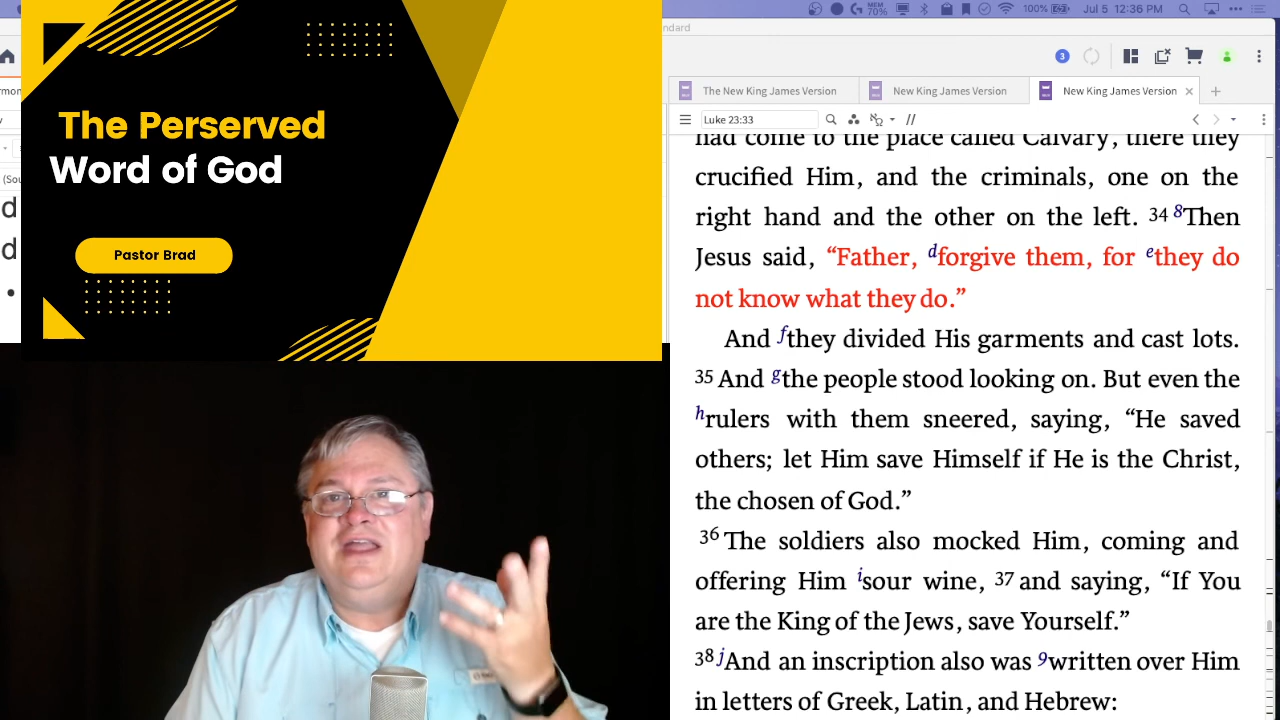 The Perserved
Word of God
Pastor Brad
MEM
70%
100%
Jul 5 12:36 PM
ndard
3
The New King James Version
New King James Version
New King James Version
Luke 23:33
had come to the place called Calvary, there they
crucified Him, and the criminals, one on the
right hand and the other on the left. 34 8Then
Jesus said, “Father, dforgive them, for ethey do
not know what they do.”
And fthey divided His garments and cast lots.
35 And gthe people stood looking on. But even the
hrulers with them sneered, saying, “He saved
others; let Him save Himself if He is the Christ,
the chosen of God.”
36 The soldiers also mocked Him, coming and
offering Him isour wine, 37 and saying, “If You
are the King of the Jews, save Yourself.”
38 jAnd an inscription also was 9written over Him
in letters of Greek, Latin, and Hebrew: